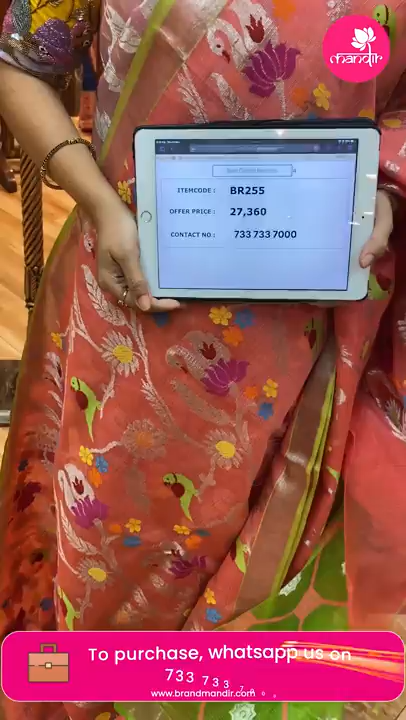 mandir
ITEMCODE : BR255
OFFER PRICE : 27,360
CONTACT NO.: 733 733 7000
To purchase, whatsapp us on
733 733 7
www.brandmandir.com